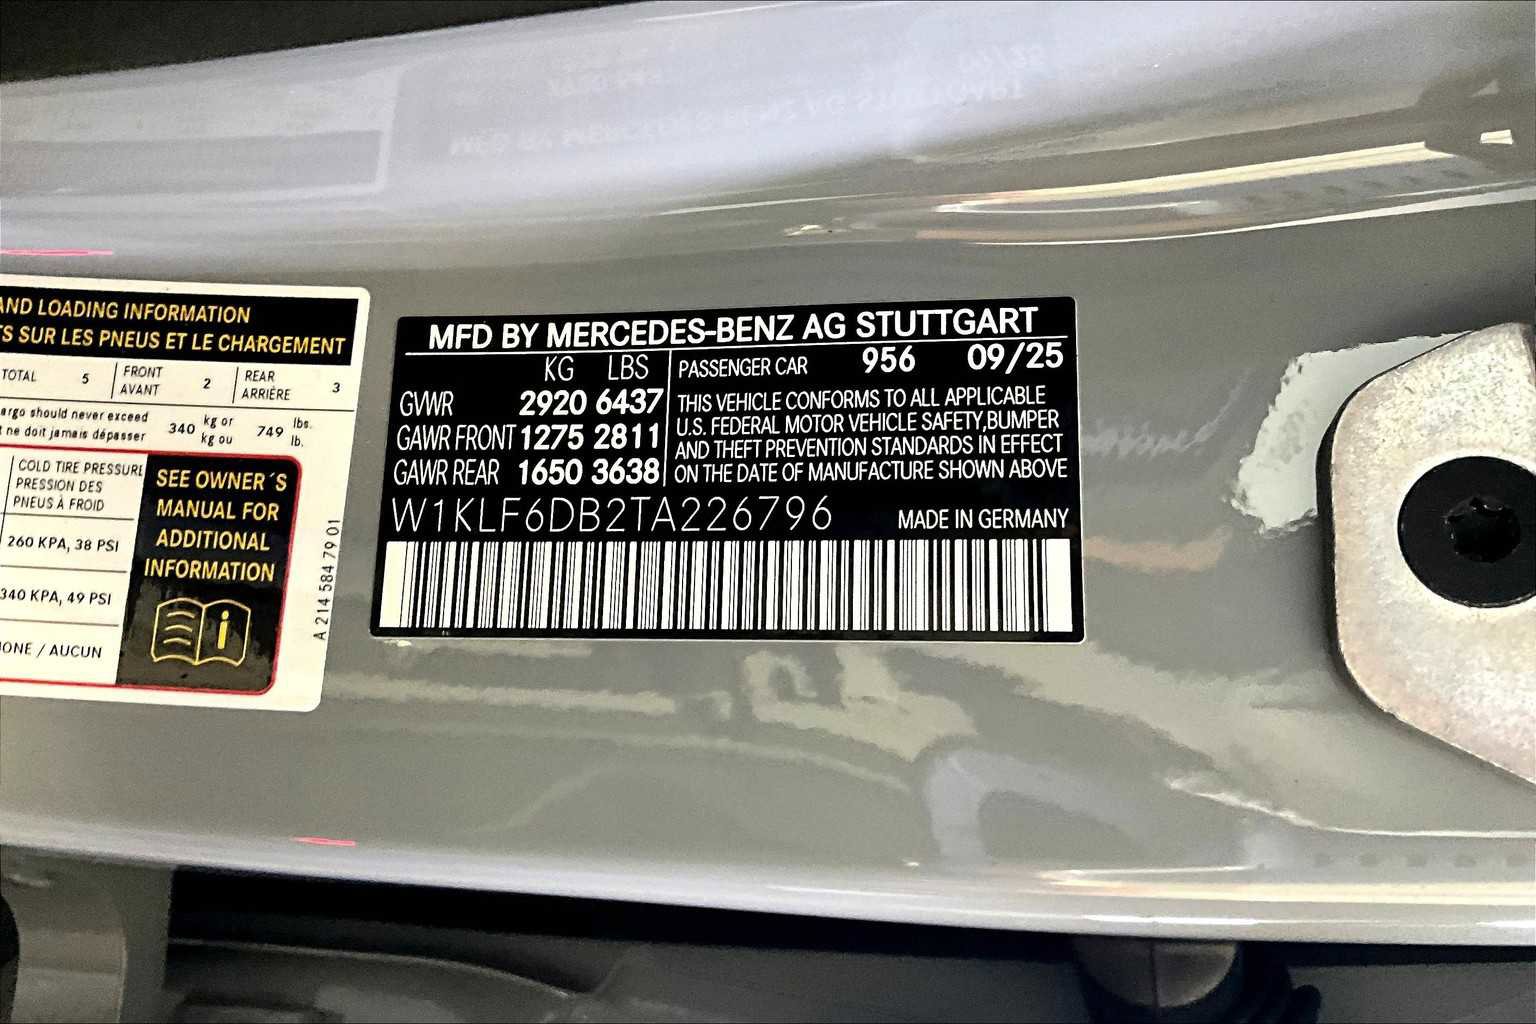 AND LOADING INFORMATION
SUR LES PNEUS ET LE CHARGEMENT
TOTAL 5 FRONT AVANT 2 REAR ARRIÈRE 3
should never exceed 340 kg or 749 lbs.
ne doit jamais dépasser kg ou lb.
COLD TIRE PRESSURE
PRESSION DES
PNEUS À FROID
260 KPA, 38 PSI
340 KPA, 49 PSI
/ AUCUN
SEE OWNER´S
MANUAL FOR
ADDITIONAL
INFORMATION
A 214 584 79 01
MFD BY MERCEDES-BENZ AG STUTTGART
KG LBS
GVWR 2920 6437
GAWR FRONT 1275 2811
GAWR REAR 1650 3638
PASSENGER CAR 956 09/25
THIS VEHICLE CONFORMS TO ALL APPLICABLE
U.S. FEDERAL MOTOR VEHICLE SAFETY,BUMPER
AND THEFT PREVENTION STANDARDS IN EFFECT
ON THE DATE OF MANUFACTURE SHOWN ABOVE
W1KLF6DB2TA226796
MADE IN GERMANY